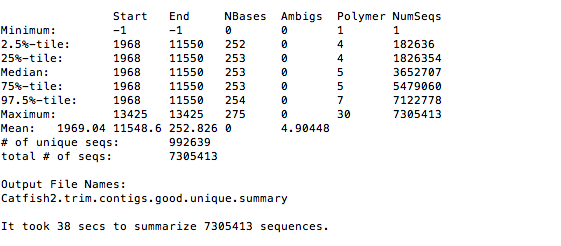 Start End NBases Ambigs Polymer NumSeqs
Minimum: -1 -1 0 0 1 1
2.5%-tile: 1968 11550 252 0 4 182636
25%-tile: 1968 11550 253 0 4 1826354
Median: 1968 11550 253 0 5 3652707
75%-tile: 1968 11550 253 0 5 5479060
97.5%-tile: 1968 11550 254 0 7 7122778
Maximum: 13425 13425 275 0 30 7305413
Mean: 1969.04 11548.6 252.826 0 4.90448
# of unique seqs: 992639
total # of seqs: 7305413
Output File Names:
Catfish2.trim.contigs.good.unique.summary
It took 38 secs to summarize 7305413 sequences.